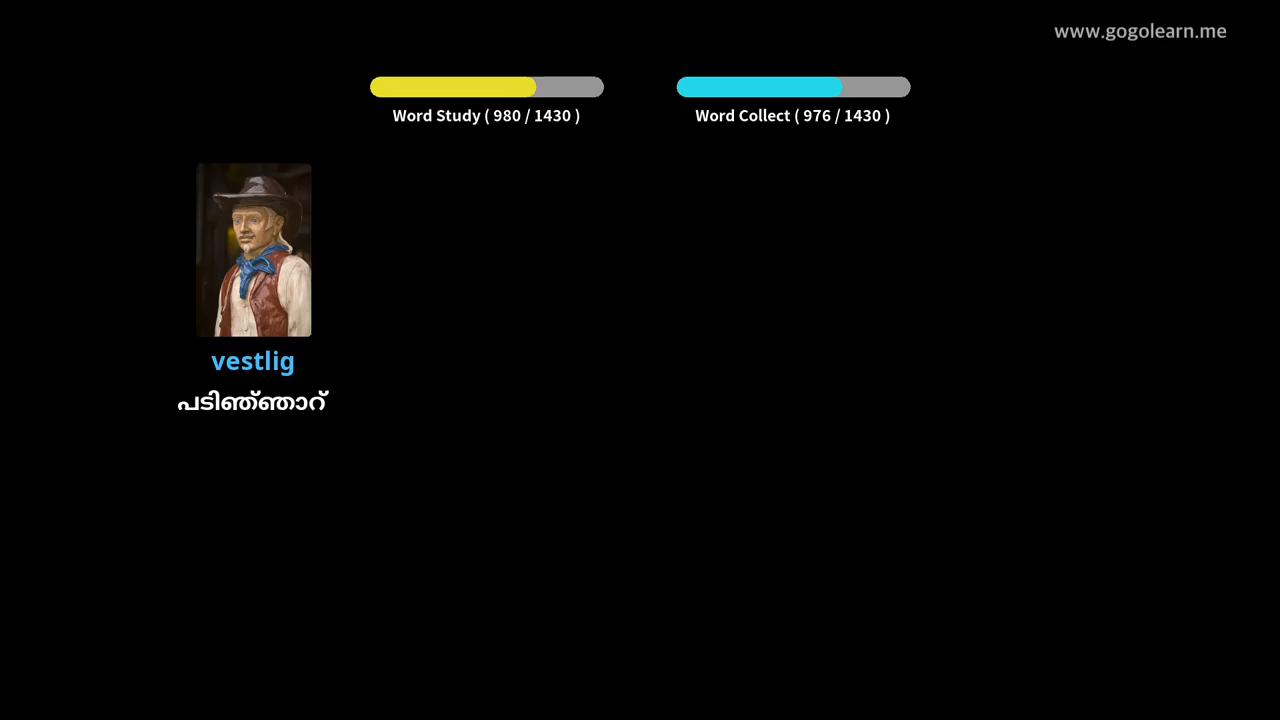 www.gogolearn.me
Word Study ( 980 / 1430 )
Word Collect ( 976 / 1430 )
vestlig
പടിഞ്ഞാറ്